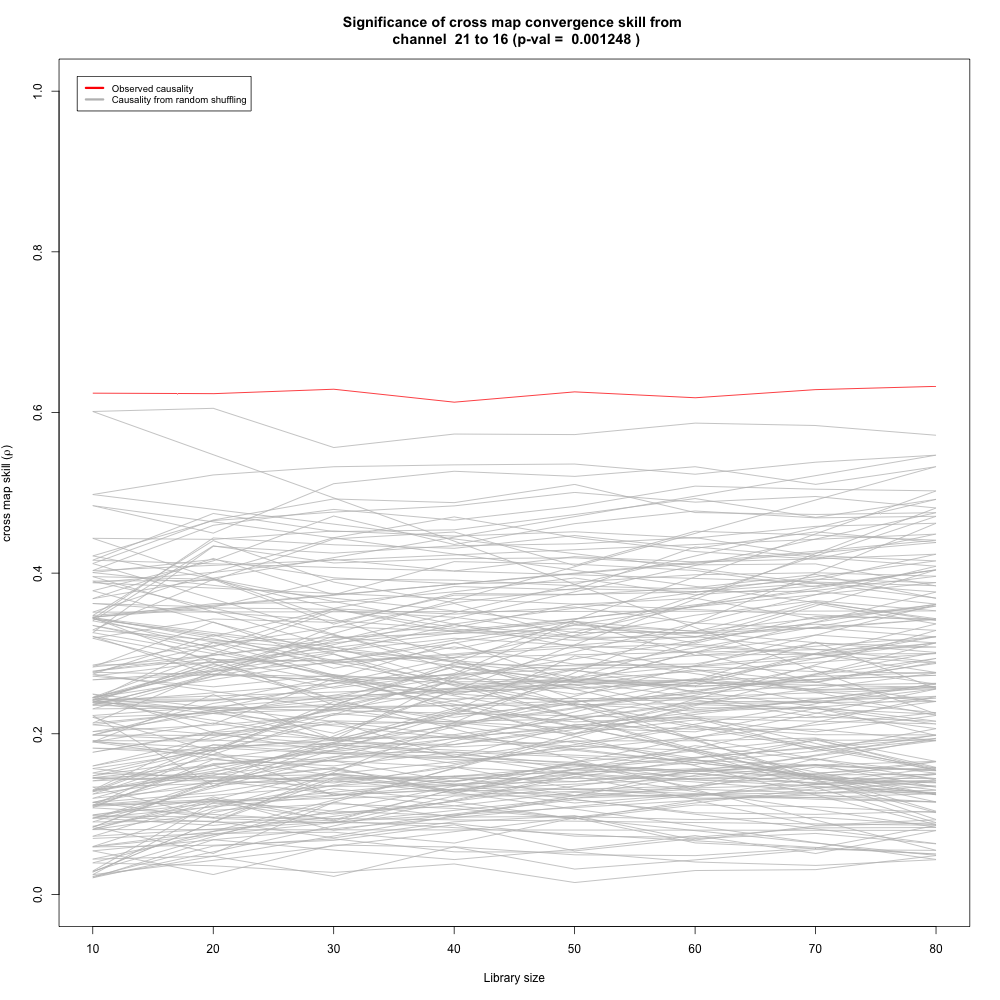 Significance of cross map convergence skill from
channel  21 to 16 (p-val =  0.001248 )
Observed causality
Causality from random shuffling
cross map skill (ρ)
1.0
0.8
0.6
0.4
0.2
0.0
10 20 30 40 50 60 70 80
Library size